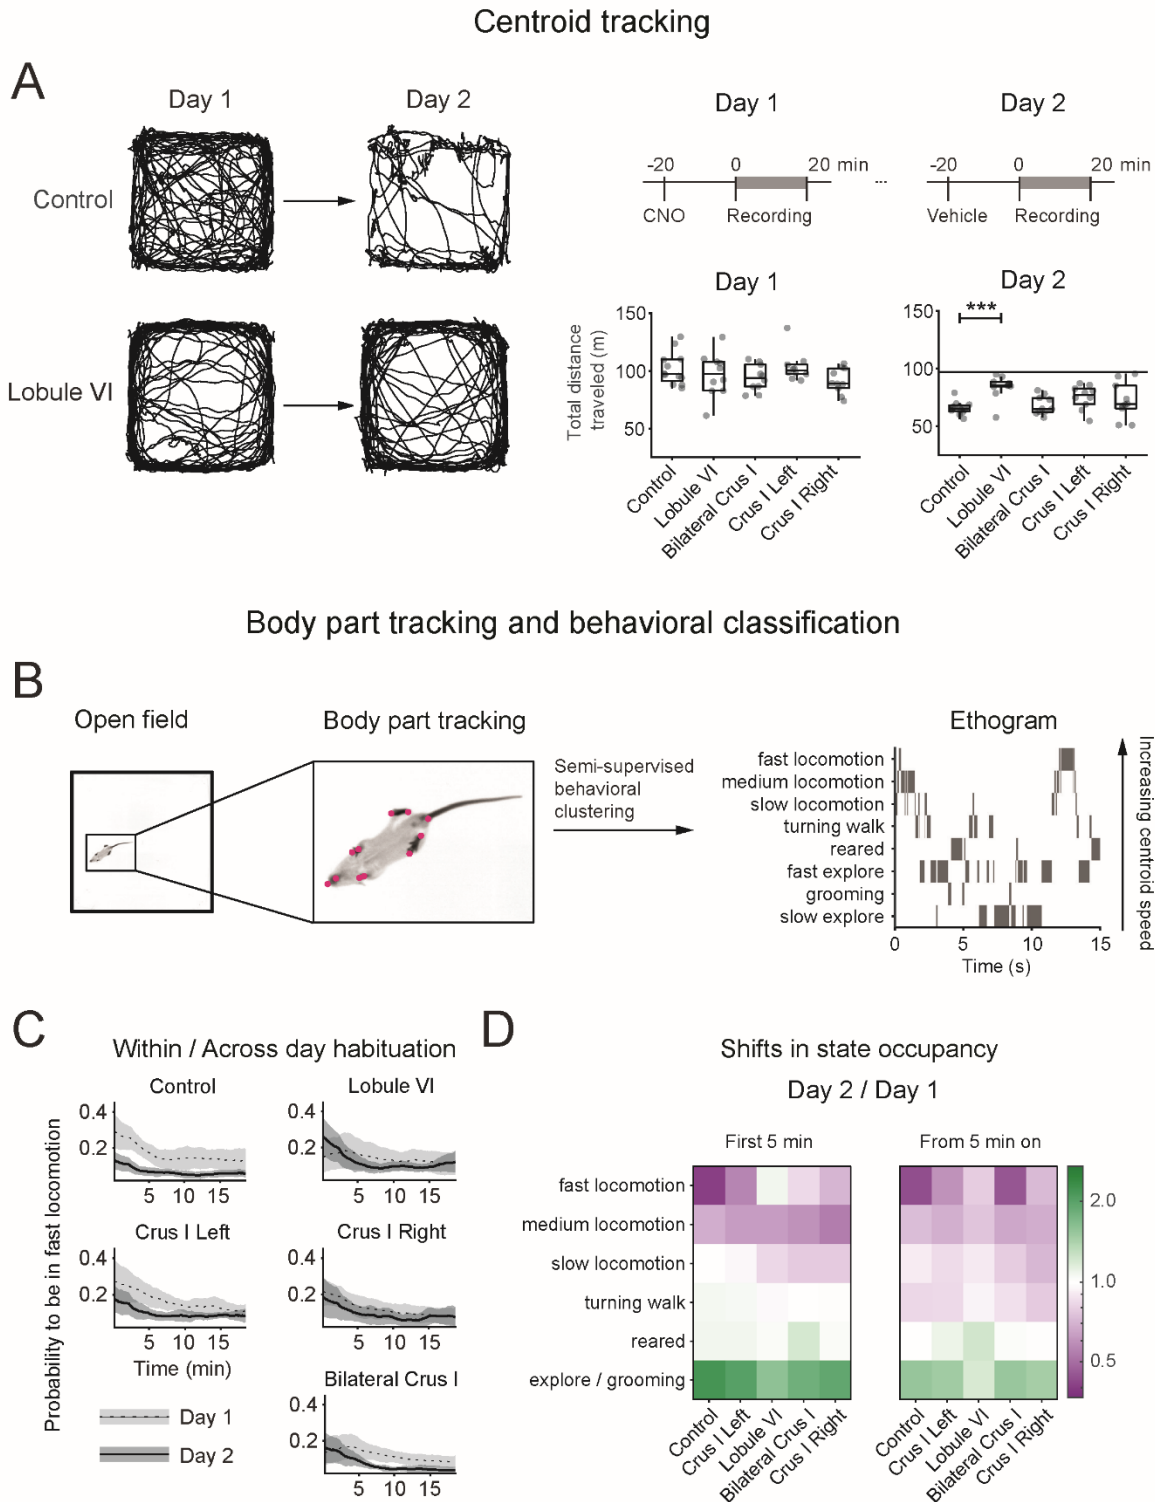 Centroid tracking
A
Day 1
Day 2
Control
Lobule VI
Day 1
Day 2
-20
0
20 min
...
-20
0
20 min
CNO
Recording
Vehicle
Recording
Day 1
Day 2
Total distance
traveled (m)
150
100
50
Control
Lobule VI
Bilateral Crus I
Crus I Left
Crus I Right
150
100
50
***
Control
Lobule VI
Bilateral Crus I
Crus I Left
Crus I Right
Body part tracking and behavioral classification
B
Open field
Body part tracking
Semi-supervised
behavioral
clustering
Ethogram
fast locomotion
medium locomotion
slow locomotion
turning walk
reared
fast explore
grooming
slow explore
0
5
10
15
Time (s)
Increasing centroid speed
C
Within / Across day habituation
Probability to be in fast locomotion
Control
0.4
0.2
5
10
15
Lobule VI
0.4
0.2
5
10
15
Crus I Left
0.4
0.2
5
10
15
Time (min)
Crus I Right
0.4
0.2
5
10
15
Bilateral Crus I
0.2
5
10
15
Day 1
Day 2
D
Shifts in state occupancy
Day 2 / Day 1
First 5 min
From 5 min on
fast locomotion
medium locomotion
slow locomotion
turning walk
reared
explore / grooming
Control
Crus I Left
Lobule VI
Bilateral Crus I
Crus I Right
Control
Crus I Left
Lobule VI
Bilateral Crus I
Crus I Right
2.0
1.0
0.5